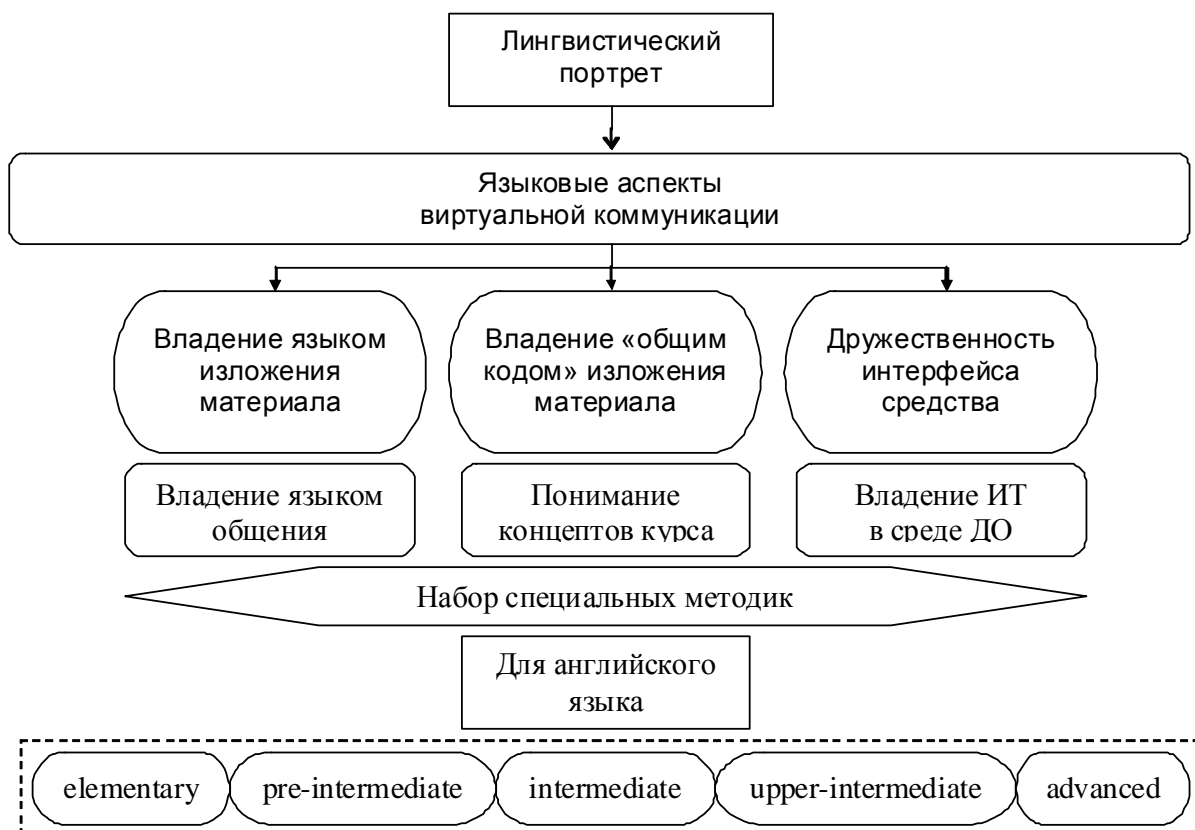 Лингвистический
портрет
Языковые аспекты
виртуальной коммуникации
Владение языком
изложения
материала
Владение «общим
кодом» изложения
материала
Дружественность
интерфейса
средства
Владение языком
общения
Понимание
концептов курса
Владение ИТ
в среде ДО
Набор специальных методик
Для английского
языка
elementary
pre-intermediate
intermediate
upper-intermediate
advanced